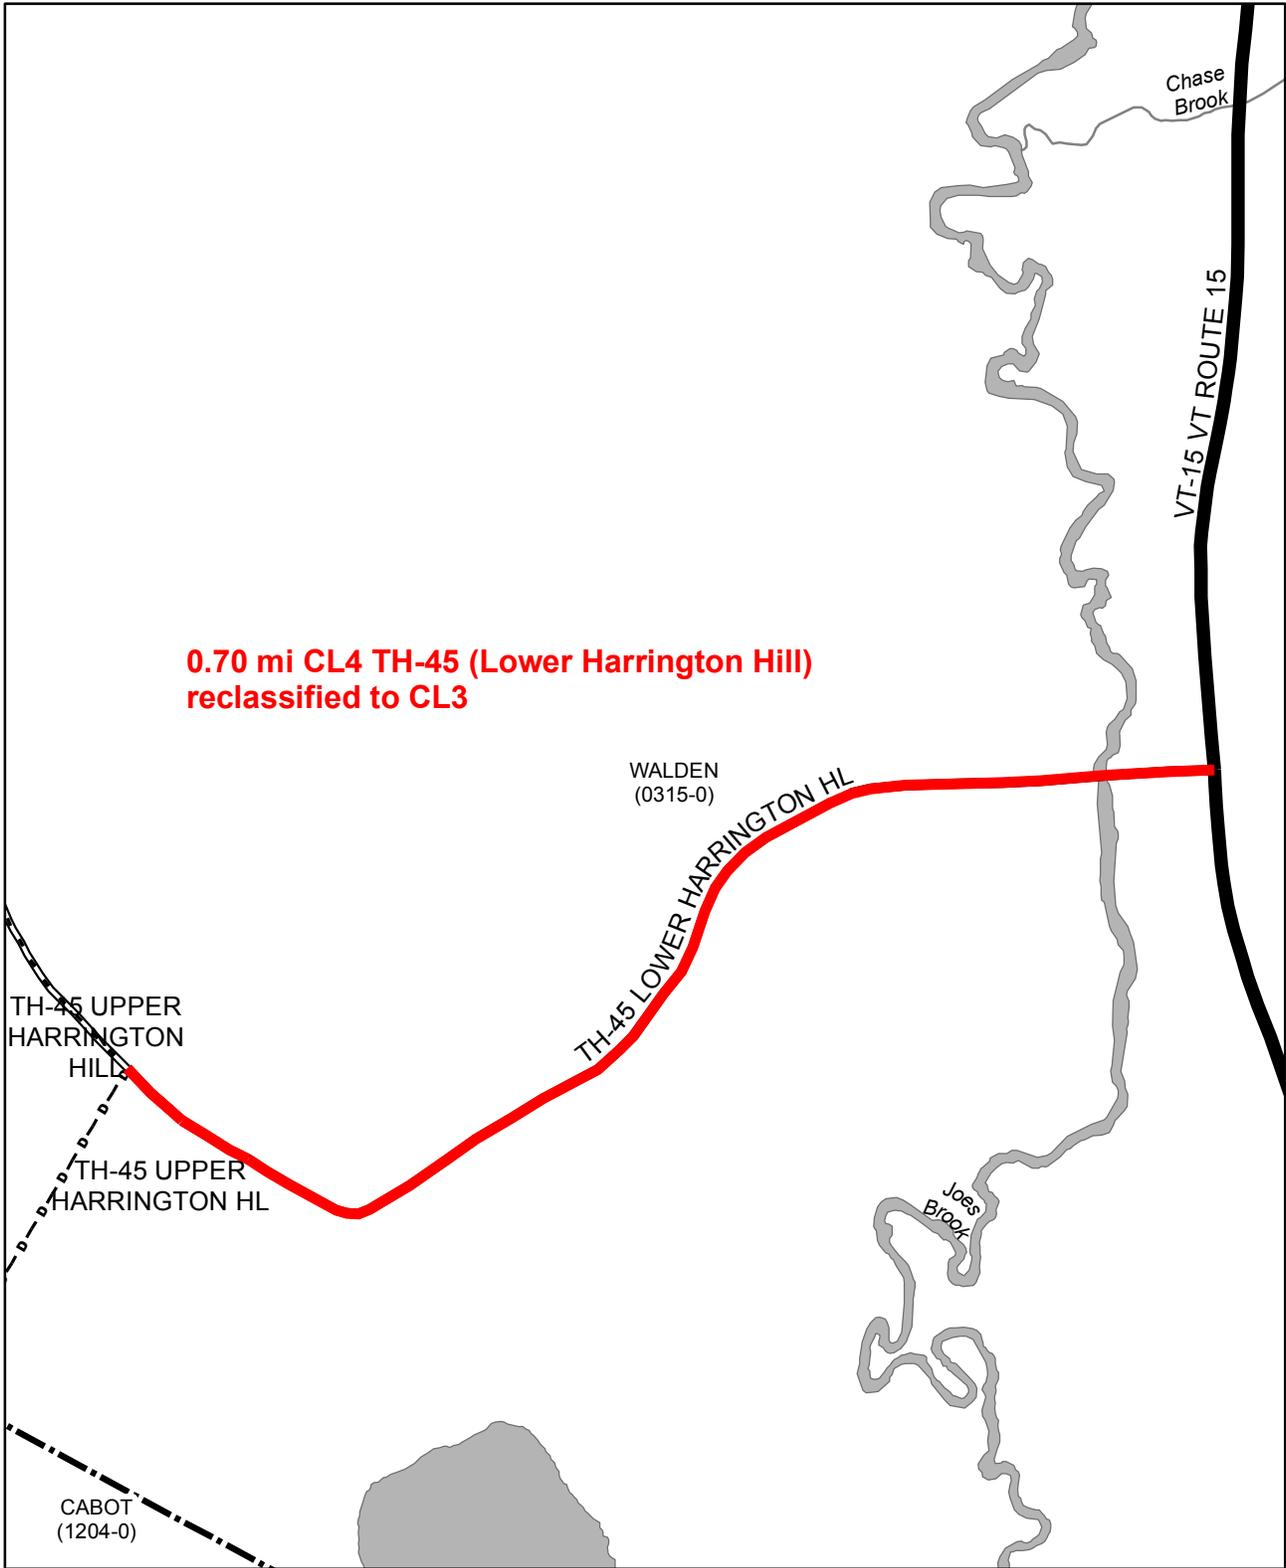 Chase
Brook
VT-15 VT ROUTE 15
0.70 mi CL4 TH-45 (Lower Harrington Hill)
reclassified to CL3
WALDEN
(0315-0)
TH-45 LOWER HARRINGTON HL
TH-45 UPPER
HARRINGTON
HILL
D
D
D
D
D
TH-45 UPPER
HARRINGTON HL
Joes
Brook
CABOT
(1204-0)